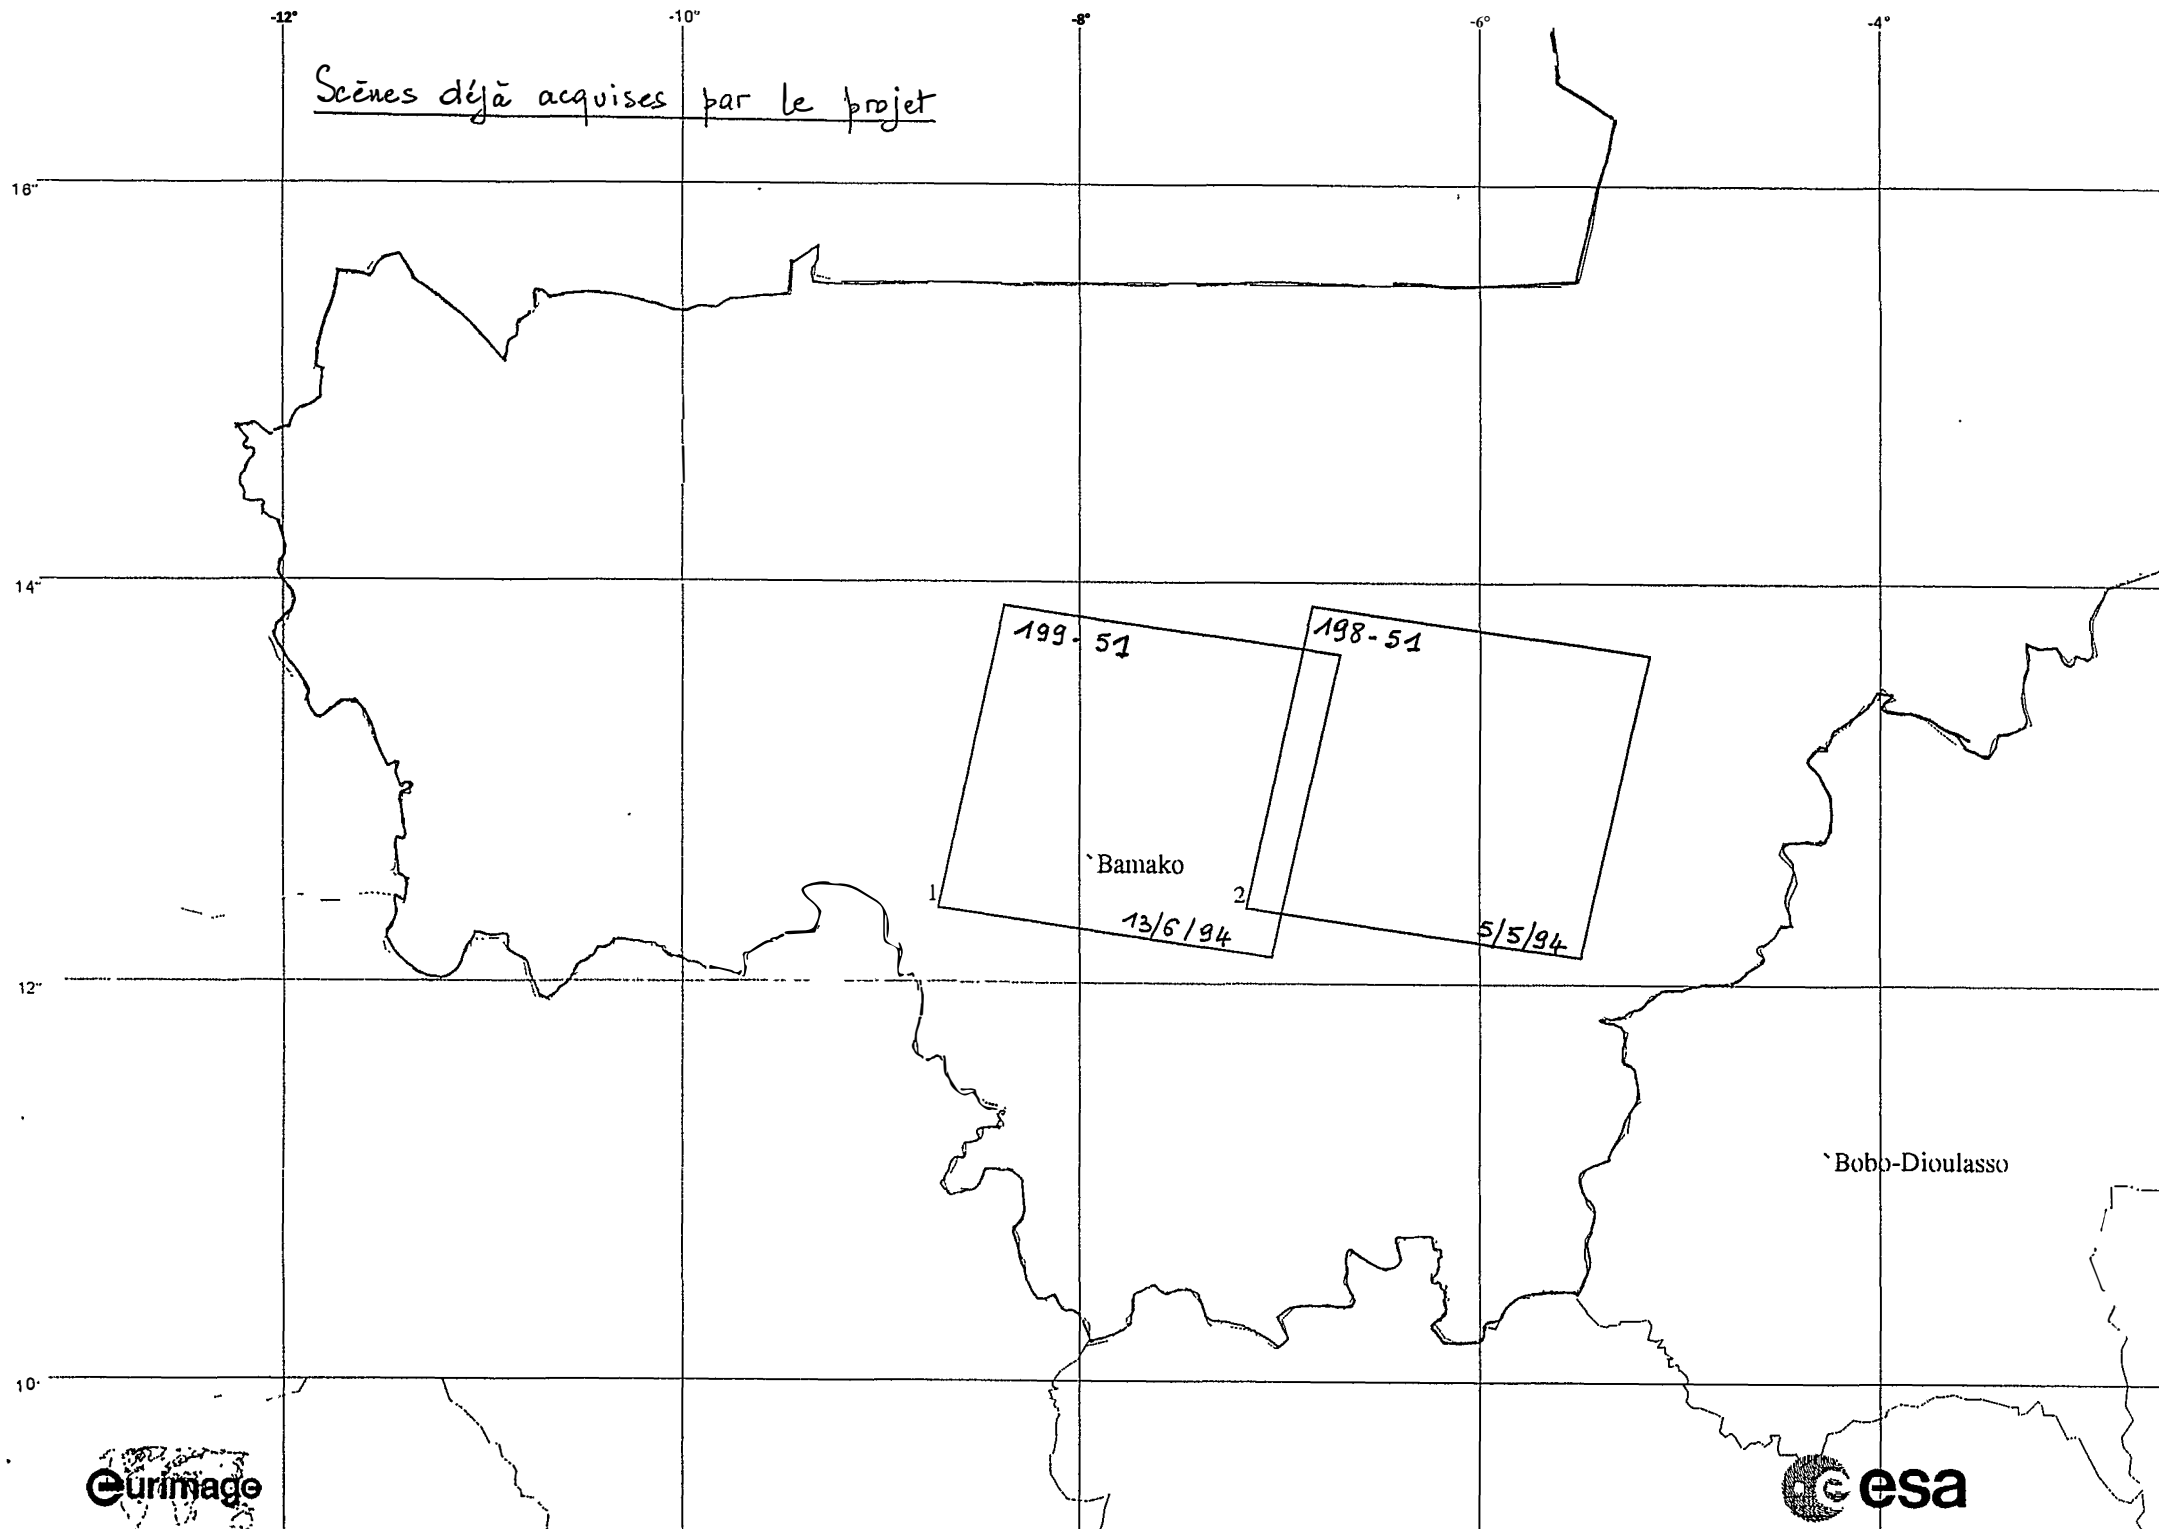 -12° -10° -8° -6° -4°
Scènes déjà acquises par le projet
16°
14°
199-51 198-51
Bamako
1 2
13/6/94 5/5/94
12°
Bobo-Dioulasso
10°
eurimage esa